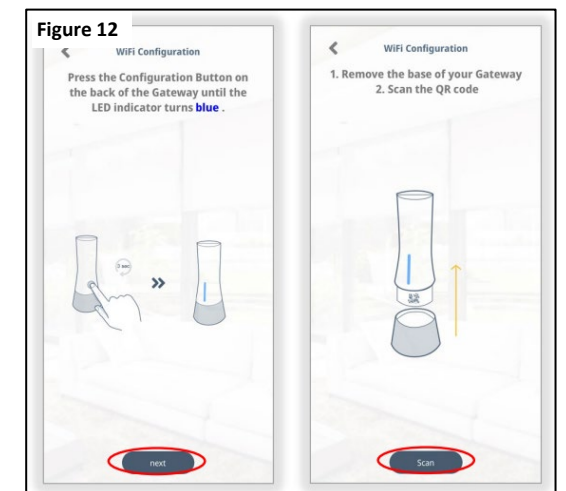 Figure 12
WiFi Configuration
Press the Configuration Button on
the back of the Gateway until the
LED indicator turns blue .
next
WiFi Configuration
1. Remove the base of your Gateway
2. Scan the QR code
Scan